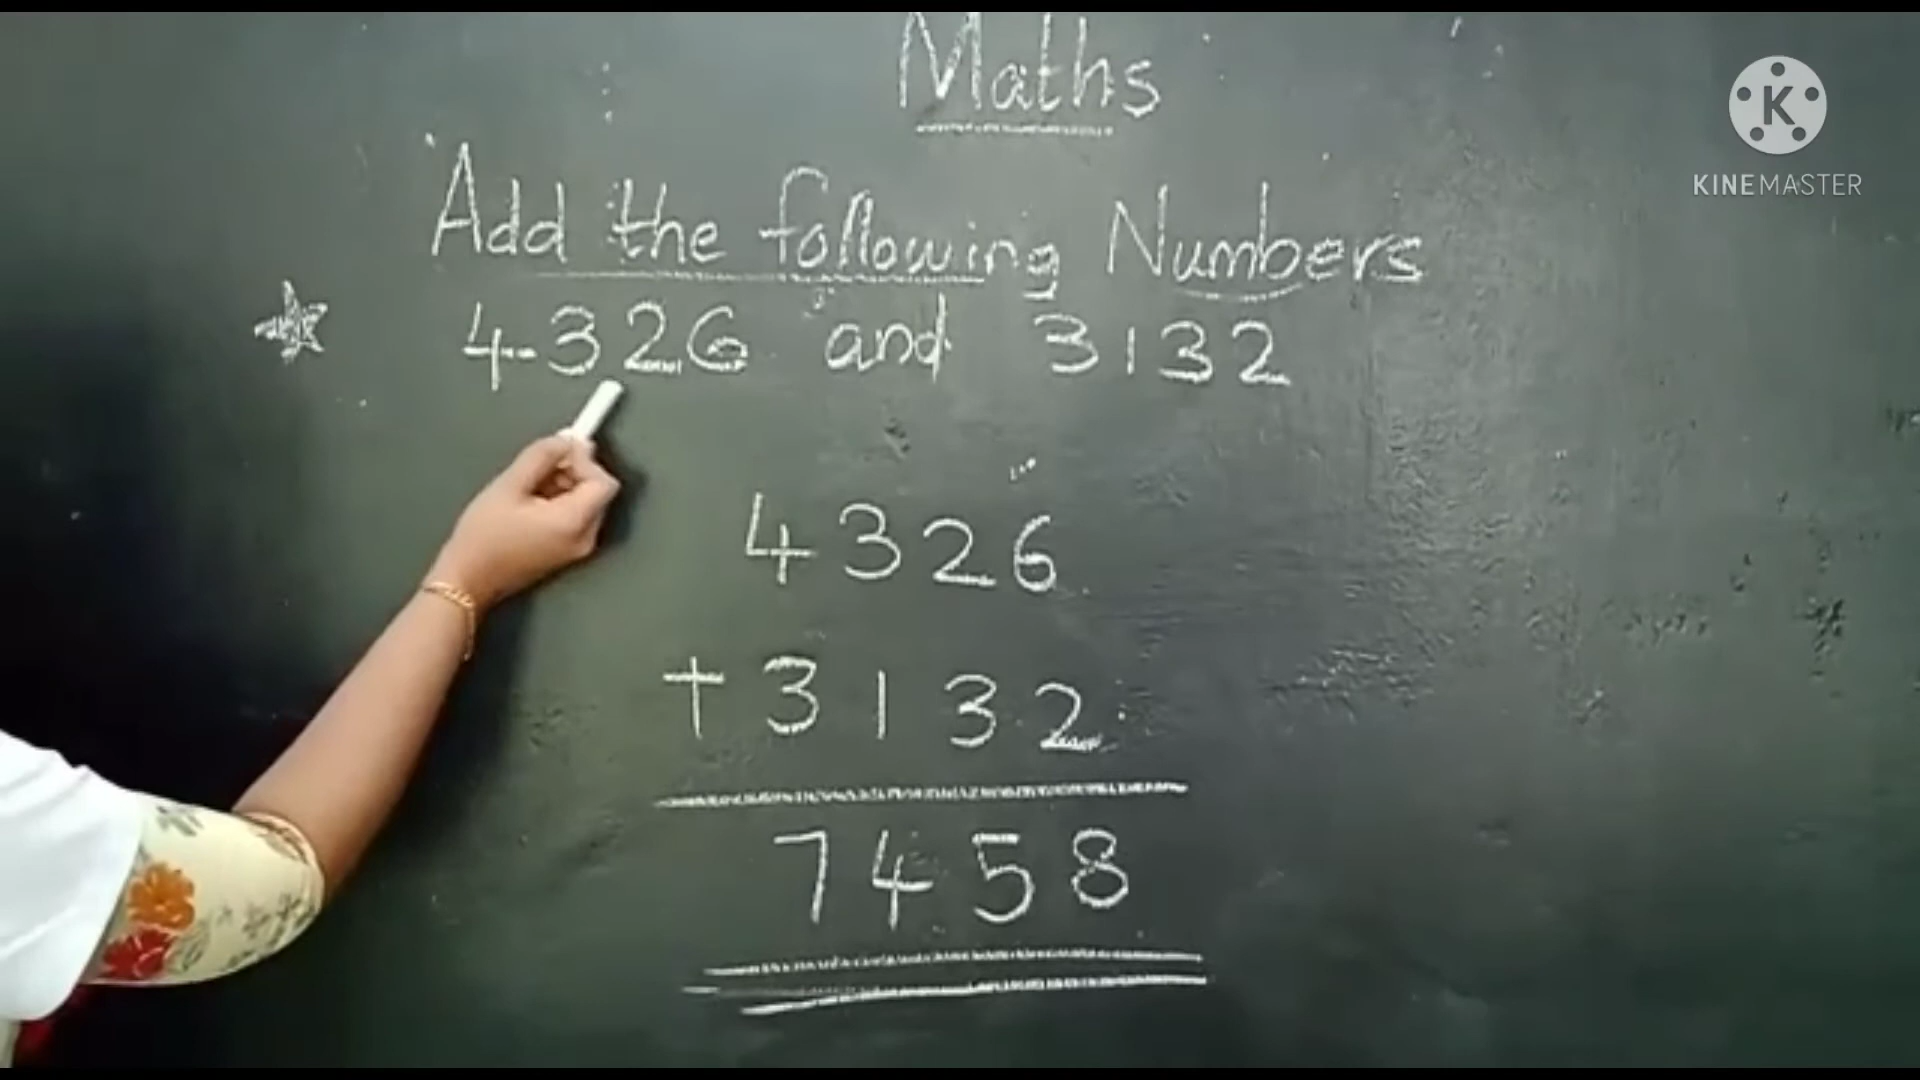 Maths
K
KINEMASTER
Add the following Numbers
4326 and 3132
4326
+3132
7458